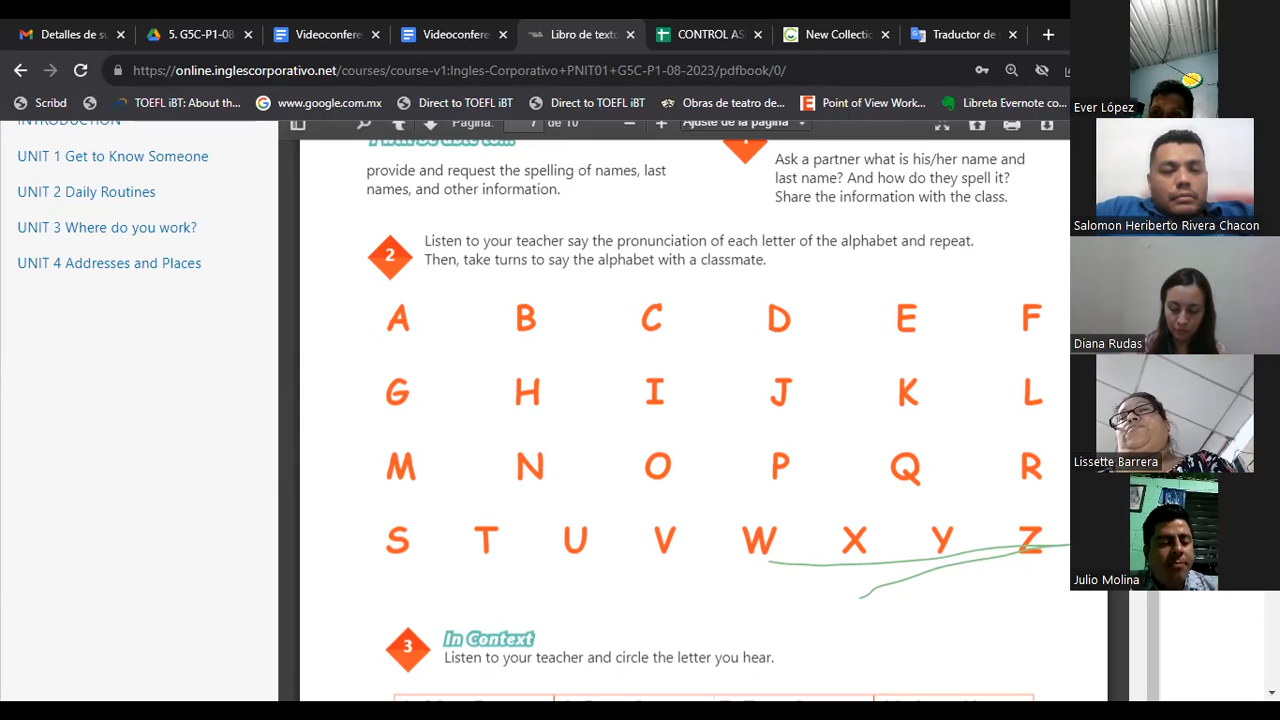 Detalles de su
5. G5C-P1-08
Videoconfere
Videoconfere
Libro de texto
CONTROL AS
New Collectio
Traductor de
https://online.inglescorporativo.net/courses/course-v1:Ingles-Corporativo+PNIT01+G5C-P1-08-2023/pdfbook/0/
Scribd
TOEFL iBT: About th...
www.google.com.mx
Direct to TOEFL iBT
Direct to TOEFL iBT
Obras de teatro de...
Point of View Work...
Libreta Evernote co...
INTRODUCTION
UNIT 1 Get to Know Someone
UNIT 2 Daily Routines
UNIT 3 Where do you work?
UNIT 4 Addresses and Places
Página: 7 de 10
Ajuste de la página
I will be able to...
provide and request the spelling of names, last
names, and other information.
1
Ask a partner what is his/her name and
last name? And how do they spell it?
Share the information with the class.
2
Listen to your teacher say the pronunciation of each letter of the alphabet and repeat.
Then, take turns to say the alphabet with a classmate.
A B C D E F
G H I J K L
M N O P Q R
S T U V W X Y Z
3
In Context
Listen to your teacher and circle the letter you hear.
Ever López
Salomon Heriberto Rivera Chacon
Diana Rudas
Lissette Barrera
Julio Molina